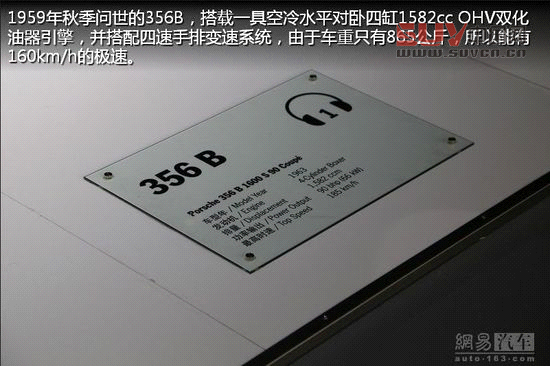 1959年秋季问世的356B，搭载一具空冷水平对卧四缸1582cc OHV双化
油器引擎，并搭配四速手排变速系统，由于车重只有865公斤，所以能有
160km/h的极速。
WWW.SUVCN.COM
1
356 B
Porsche 356 B 1600 S 90 Coupé
车型年 / Model Year 1963
发动机 / Engine 4-Cylinder Boxer
排量 / Displacement 1,582 ccm
功率输出 / Power Output 90 bhp (66 kW)
最高时速 / Top Speed 185 km/h
網易汽车
auto·163.com